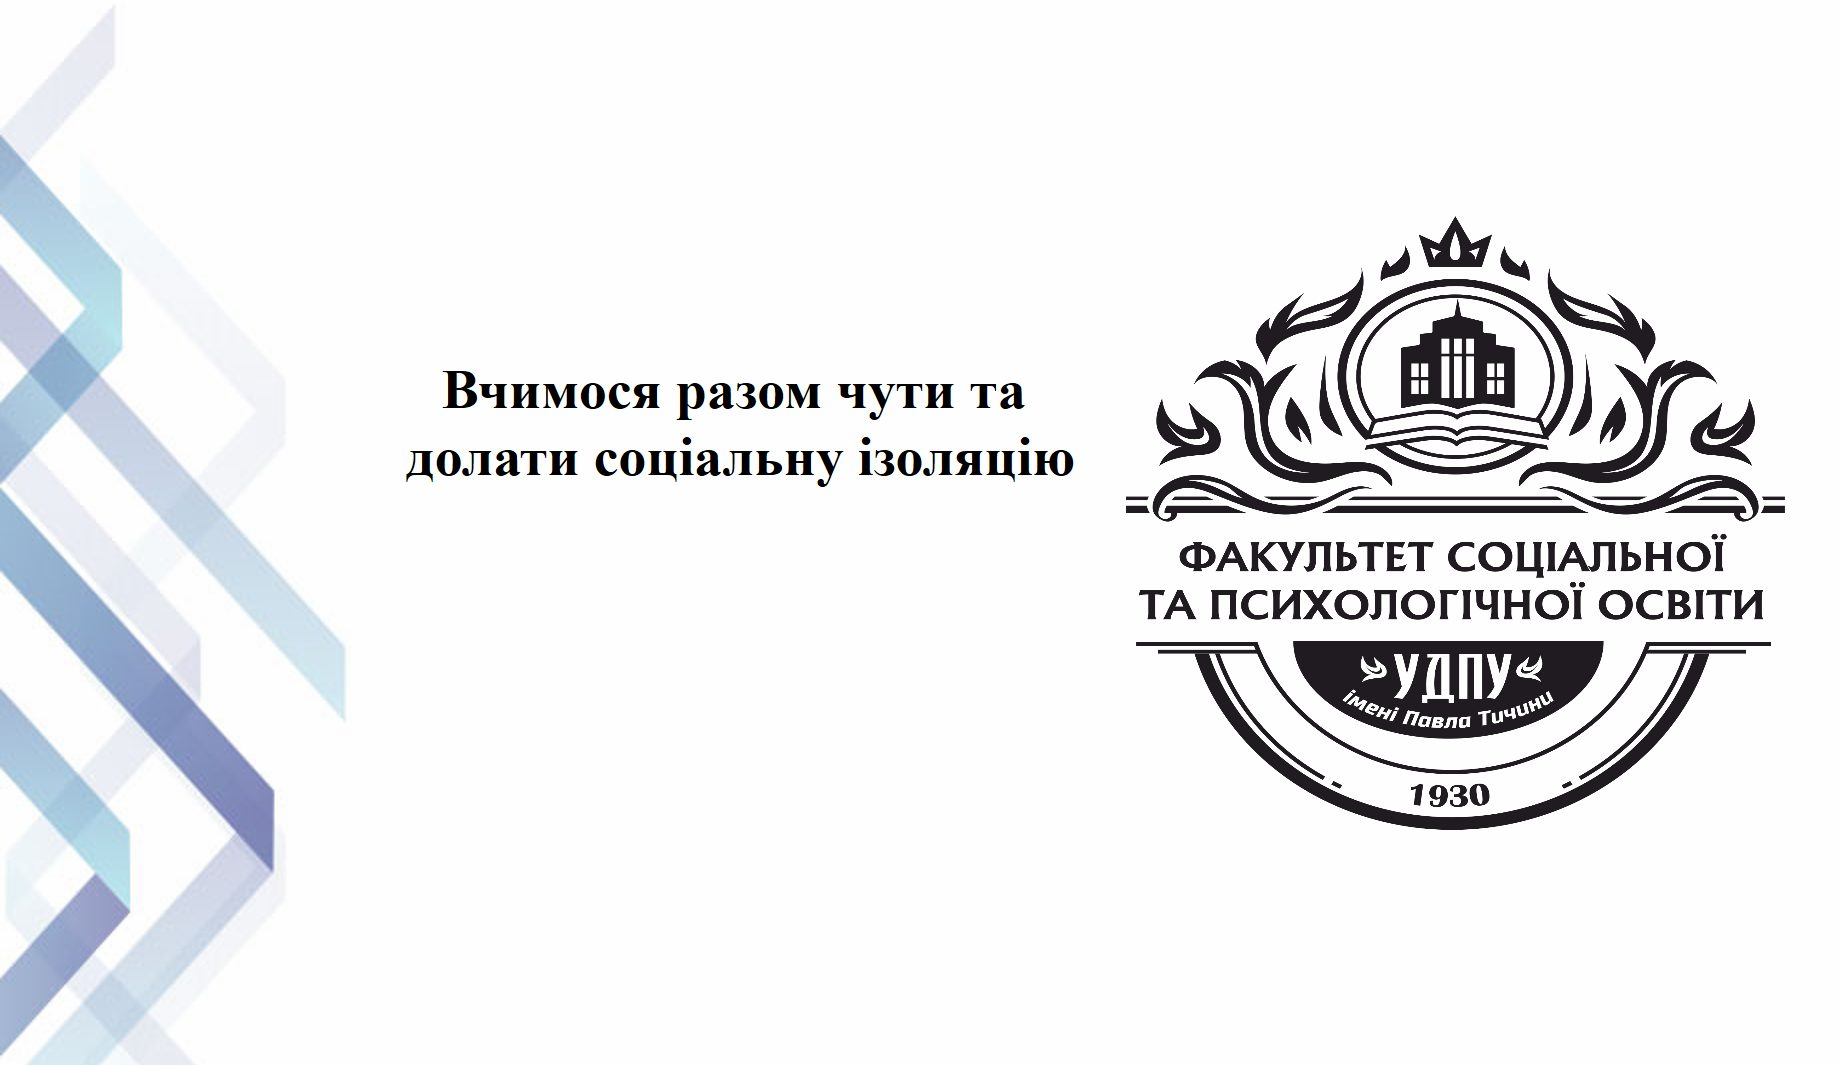 Вчимося разом чути та
долати соціальну ізоляцію
ФАКУЛЬТЕТ СОЦІАЛЬНОЇ
ТА ПСИХОЛОГІЧНОЇ ОСВІТИ
УДПУ
імені Павла Тичини
1930